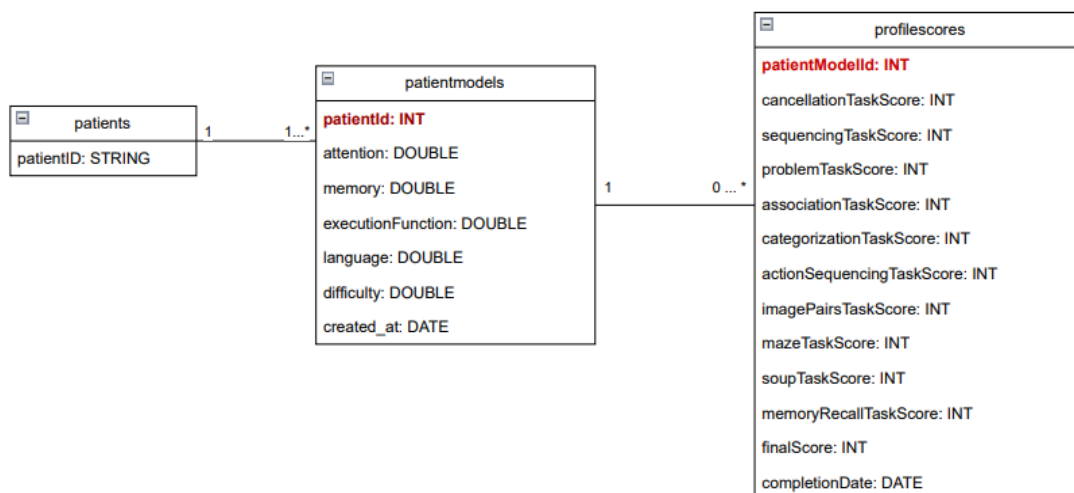 patients
patientID: STRING
1
1...*
patientmodels
patientId: INT
attention: DOUBLE
memory: DOUBLE
executionFunction: DOUBLE
language: DOUBLE
difficulty: DOUBLE
created_at: DATE
1
0 ... *
profilescores
patientModelId: INT
cancellationTaskScore: INT
sequencingTaskScore: INT
problemTaskScore: INT
associationTaskScore: INT
categorizationTaskScore: INT
actionSequencingTaskScore: INT
imagePairsTaskScore: INT
mazeTaskScore: INT
soupTaskScore: INT
memoryRecallTaskScore: INT
finalScore: INT
completionDate: DATE